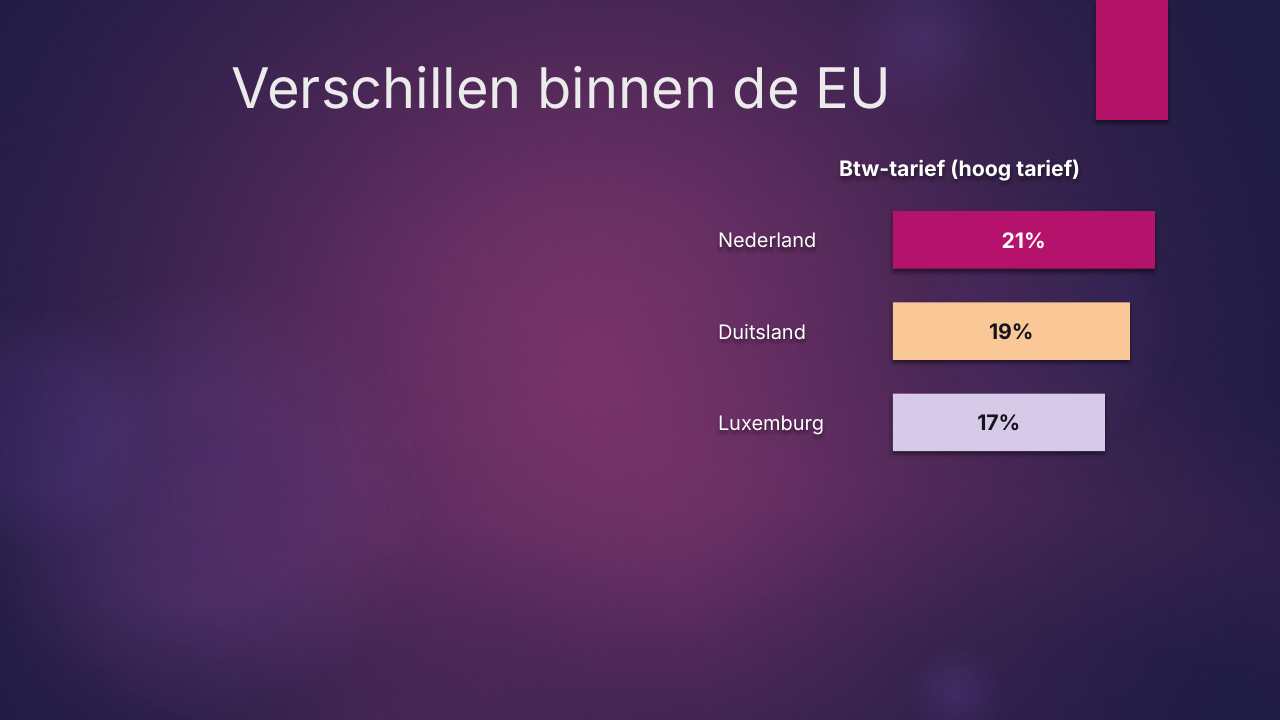 Verschillen binnen de EU
Btw-tarief (hoog tarief)
Nederland 21%
Duitsland 19%
Luxemburg 17%